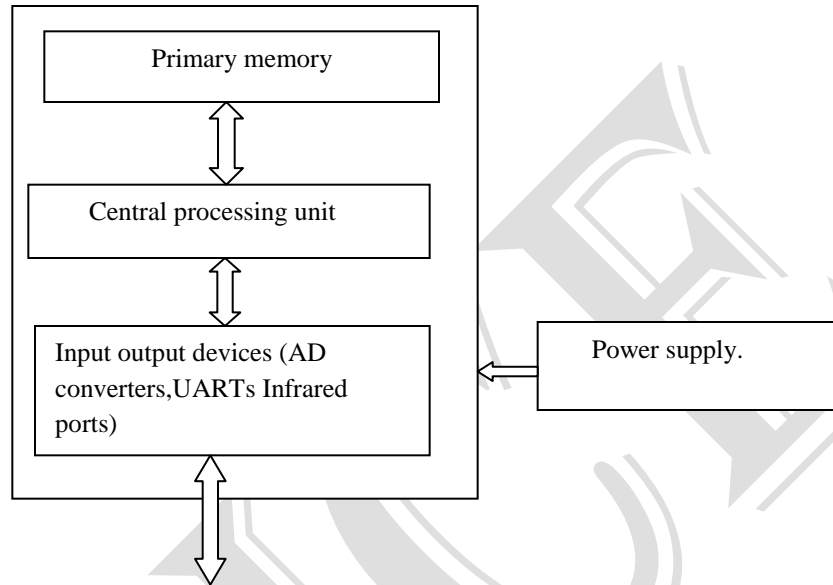 Primary memory
Central processing unit
Input output devices (AD
converters,UARTs Infrared
ports)
Power supply.